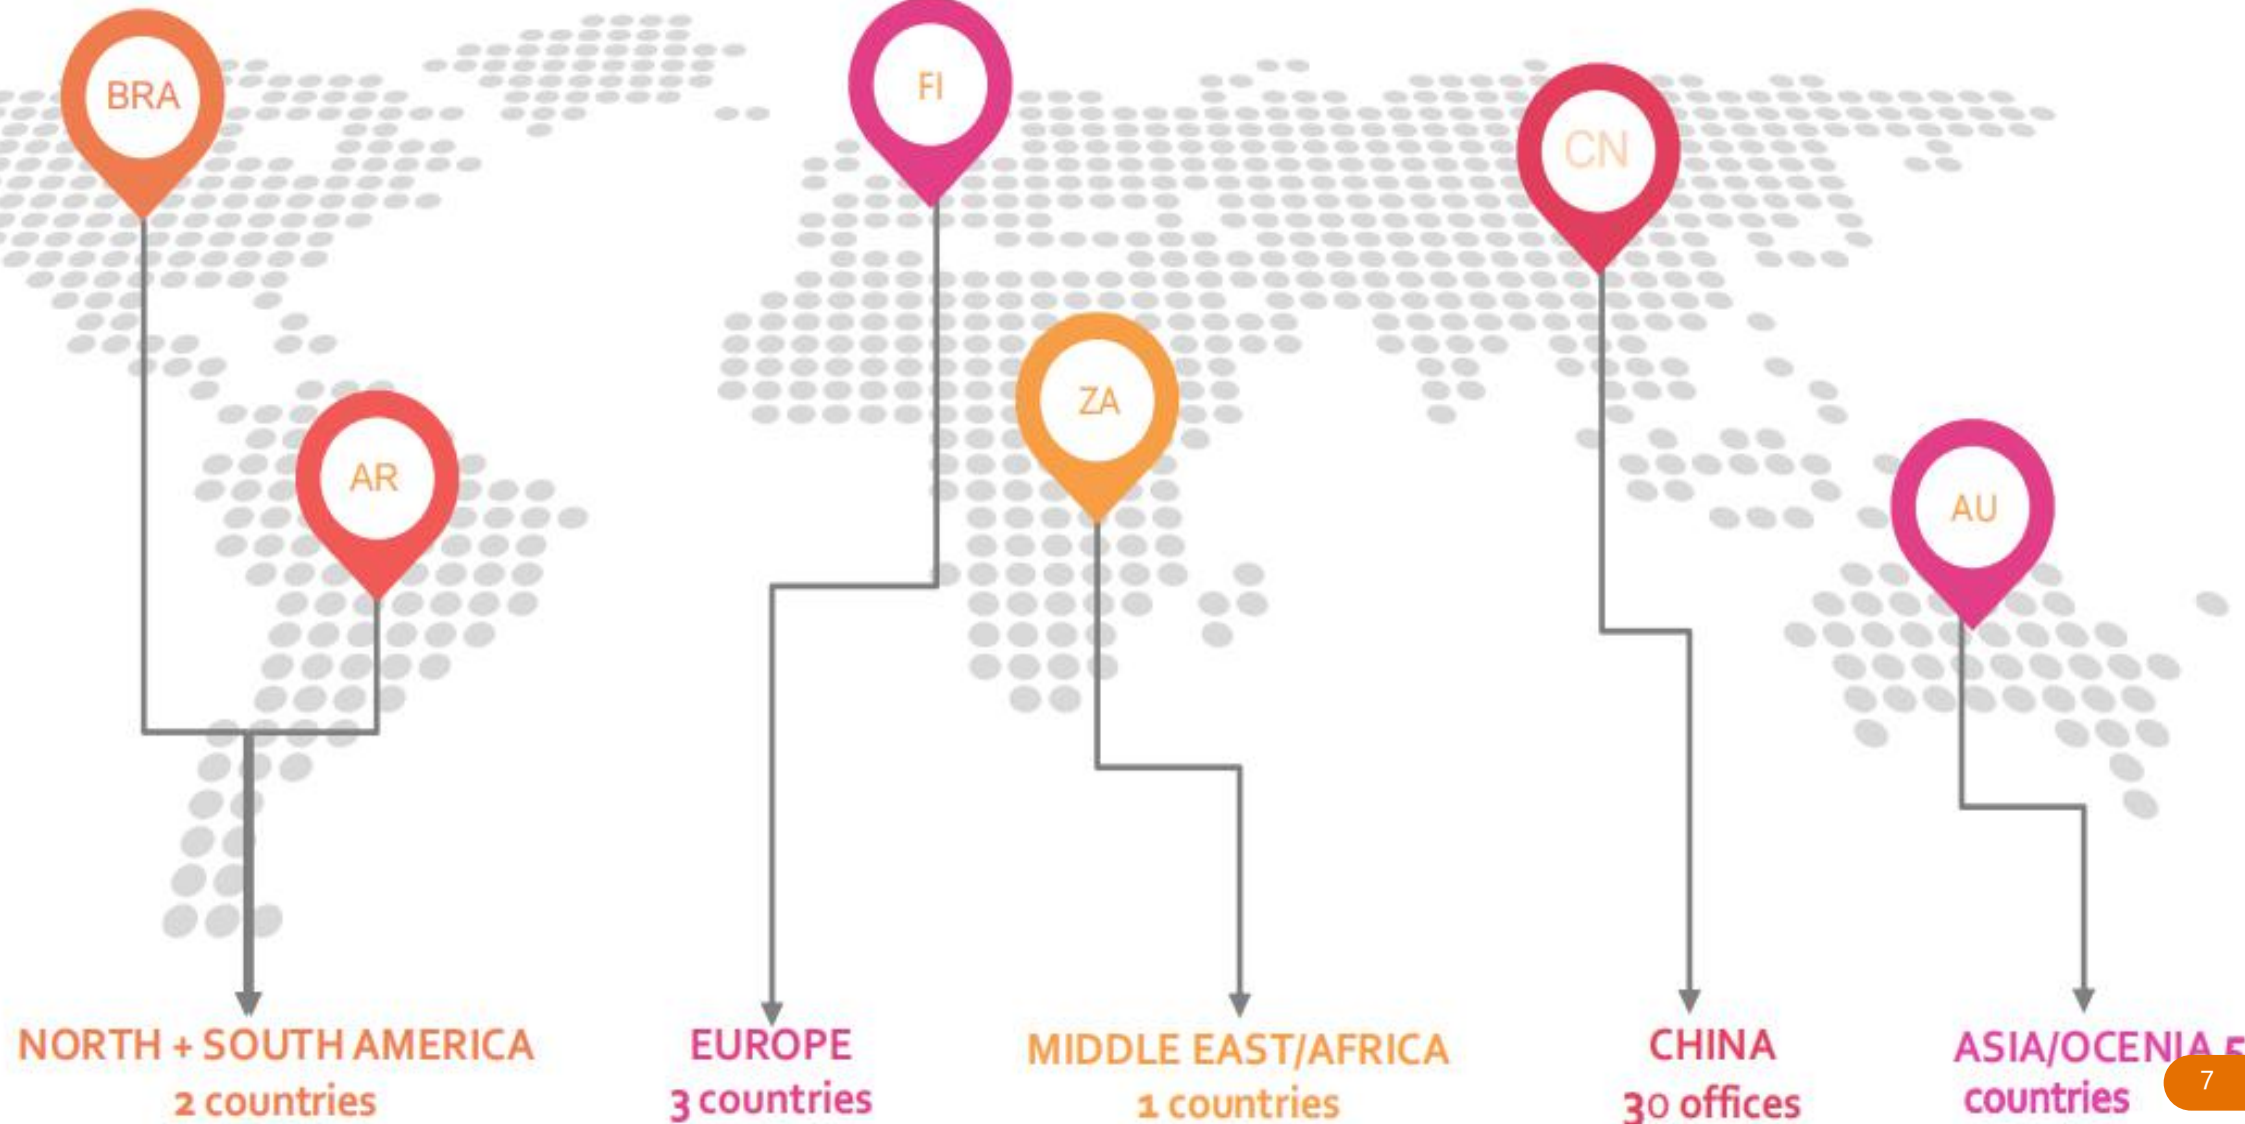 BRA
FI
CN
ZA
AR
AU
NORTH + SOUTH AMERICA
2 countries
EUROPE
3 countries
MIDDLE EAST/AFRICA
1 countries
CHINA
30 offices
ASIA/OCENIA 5
countries
7